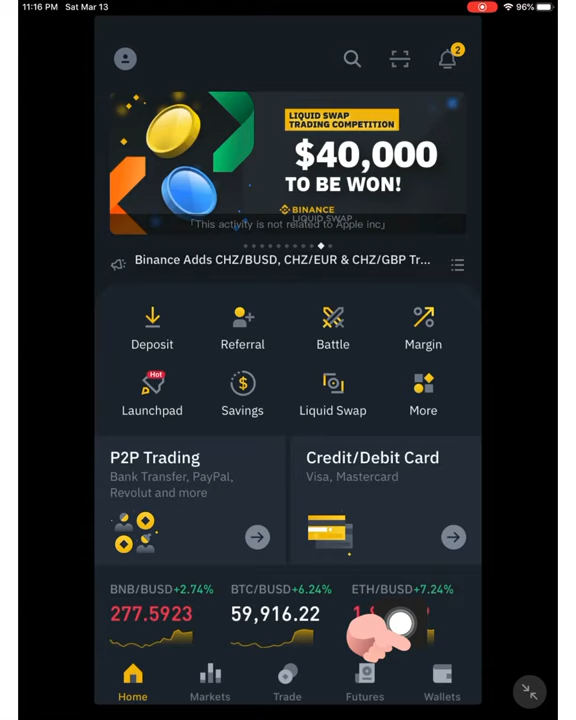 11:16 PM Sat Mar 13
96%
2
LIQUID SWAP
TRADING COMPETITION
$40,000
TO BE WON!
BINANCE
LIQUID SWAP
「This activity is not related to Apple inc」
Binance Adds CHZ/BUSD, CHZ/EUR & CHZ/GBP Tr...
Deposit
Referral
Battle
Margin
Hot
Launchpad
Savings
Liquid Swap
More
P2P Trading
Bank Transfer, PayPal,
Revolut and more
Credit/Debit Card
Visa, Mastercard
BNB/BUSD+2.74%
BTC/BUSD+6.24%
ETH/BUSD+7.24%
277.5923
59,916.22
Home
Markets
Trade
Futures
Wallets